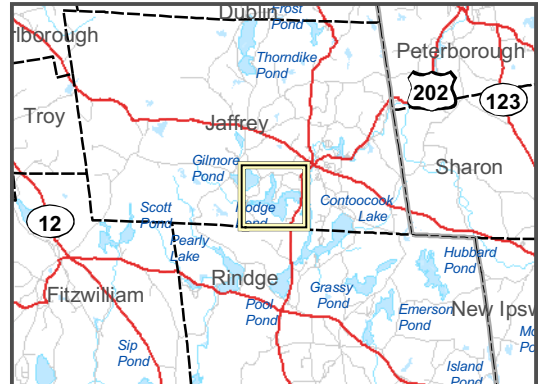 Dublin
Frost
Pond
rlborough
Peterborough
Thorndike
Pond
202
123
Troy
Jaffrey
Gilmore
Pond
Sharon
Scott
Pond
Contoocook
Lake
12
Pearly
Lake
Hubbard
Pond
Rindge
Fitzwilliam
Grassy
Pond
Pool
Pond
Emerson
Pond
New Ipsw
Sip
Pond
Island
Pond